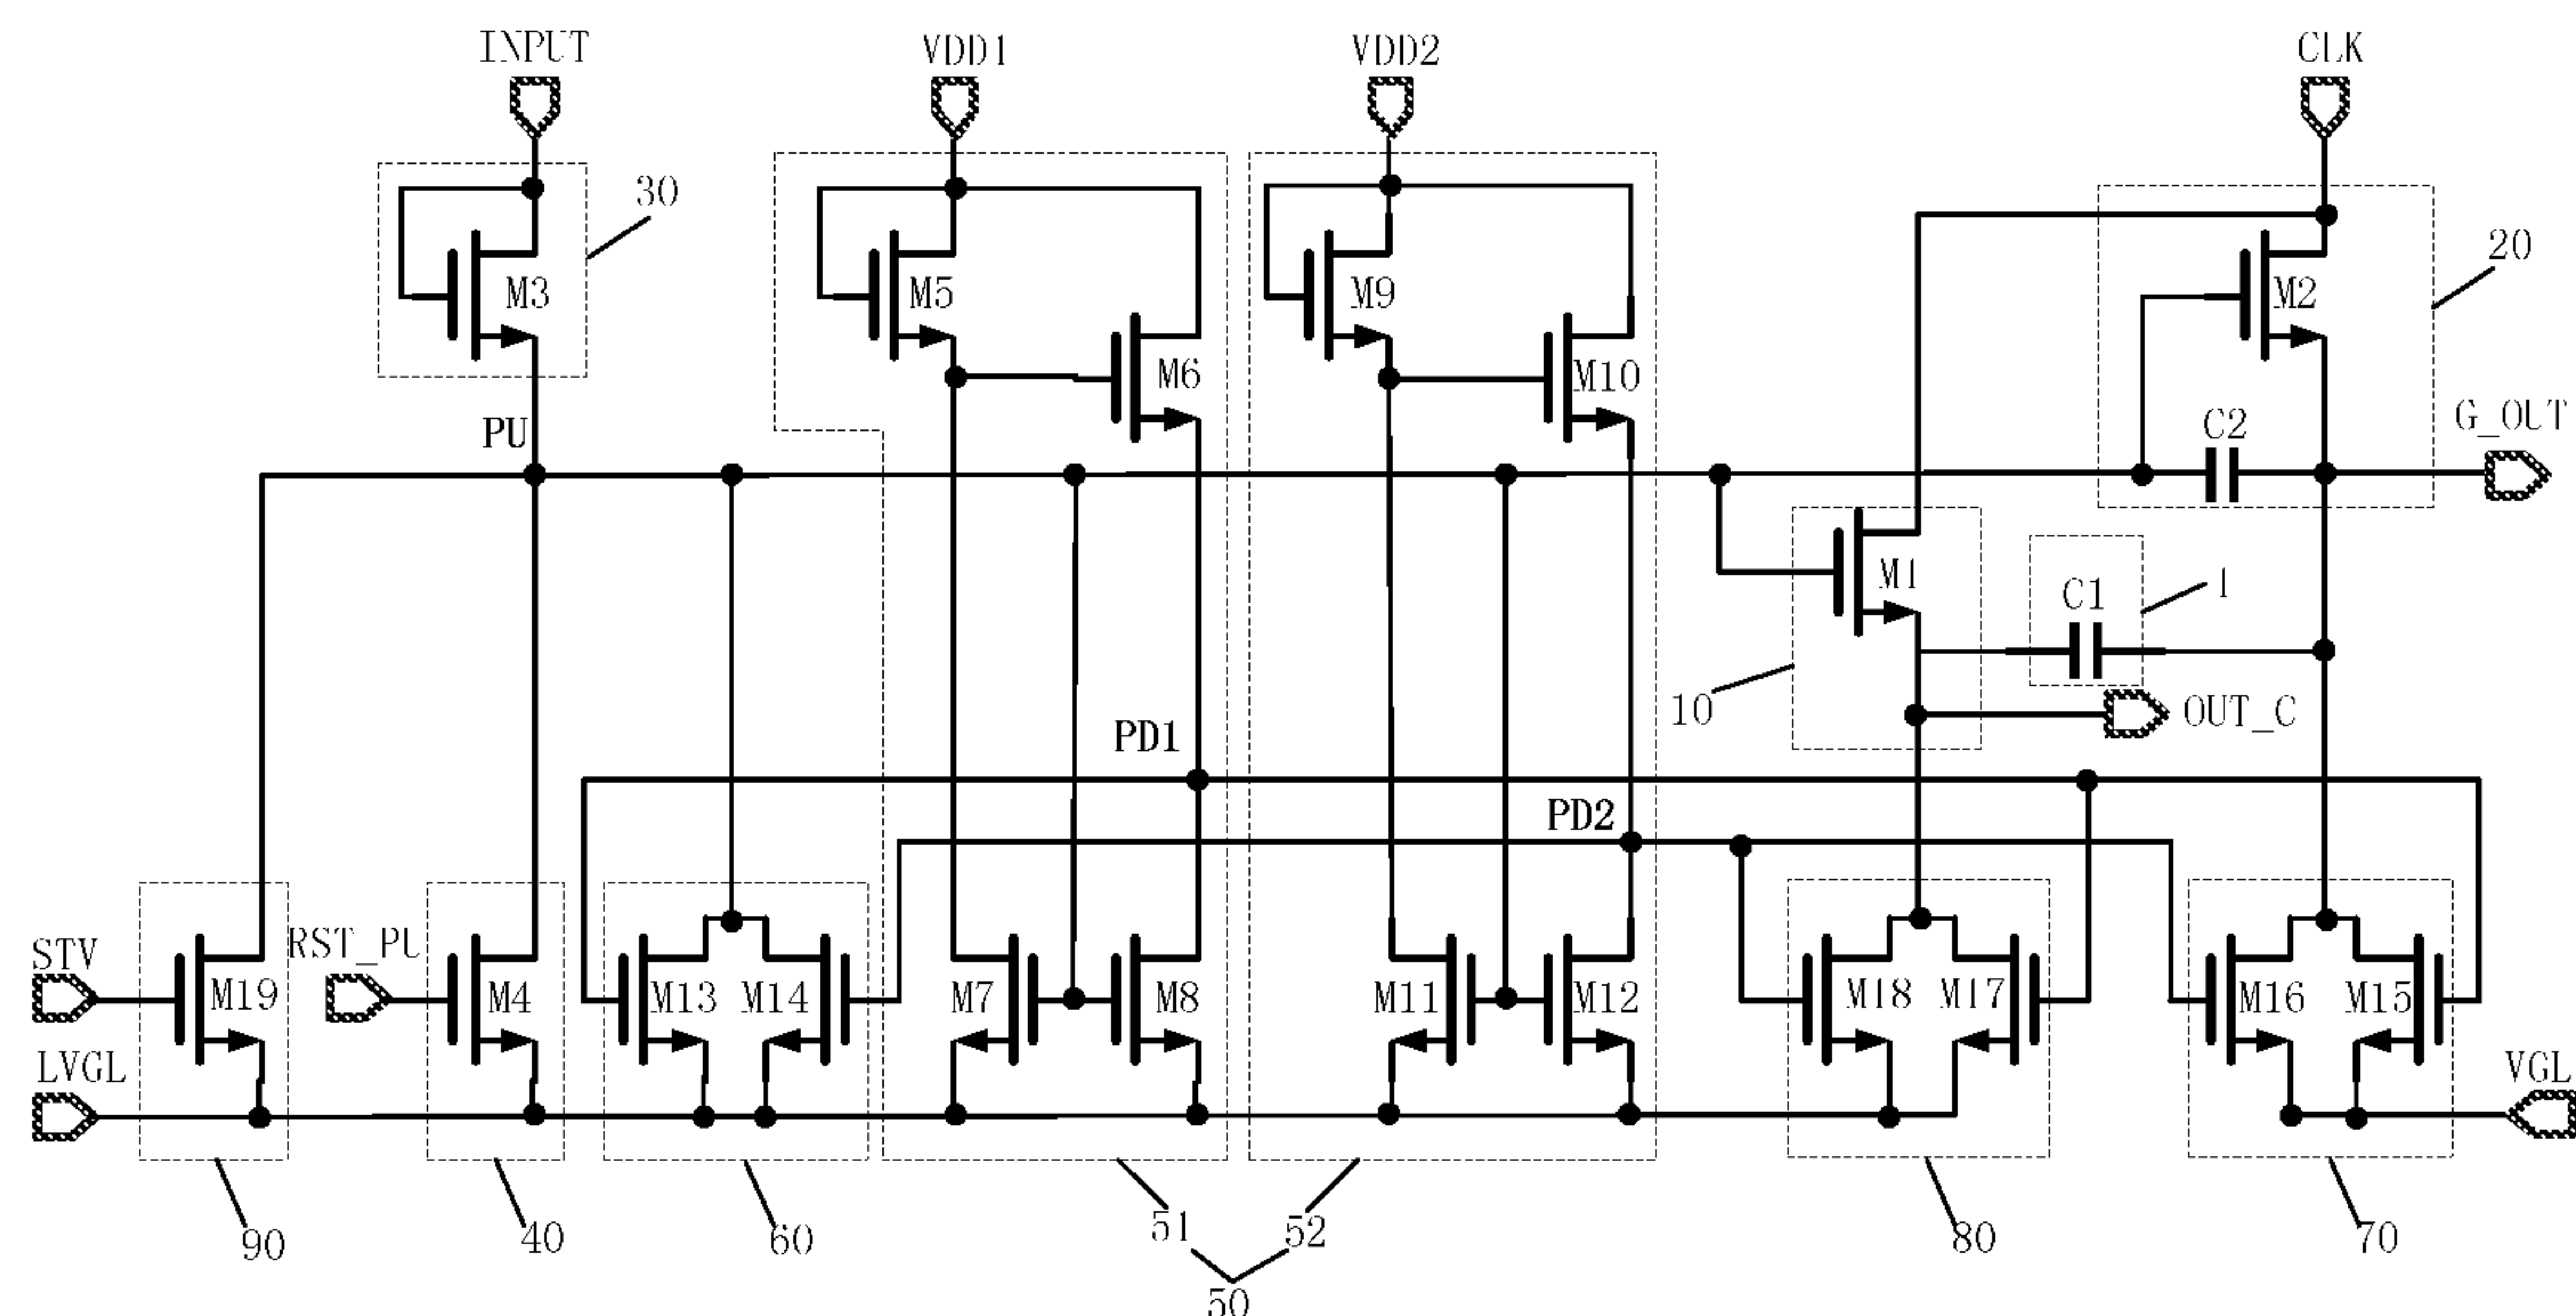 INPUT
VDD1
VDD2
CLK
30
20
M3
M5
M9
M2
M6
M10
PU
C2
G_OUT
M1
C1
1
10
OUT_C
PD1
PD2
STV
RST_PU
M19
M4
M13
M14
M7
M8
M11
M12
M18
M17
M16
M15
LVGL
VGL
90
40
60
51
52
80
70
50